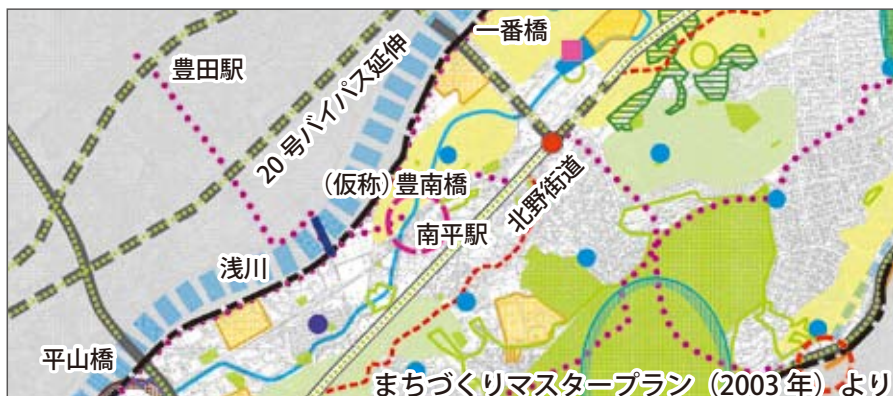 一番橋
豊田駅
20号バイパス延伸
(仮称)豊南橋
北野街道
南平駅
浅川
平山橋
まちづくりマスタープラン(2003年)より